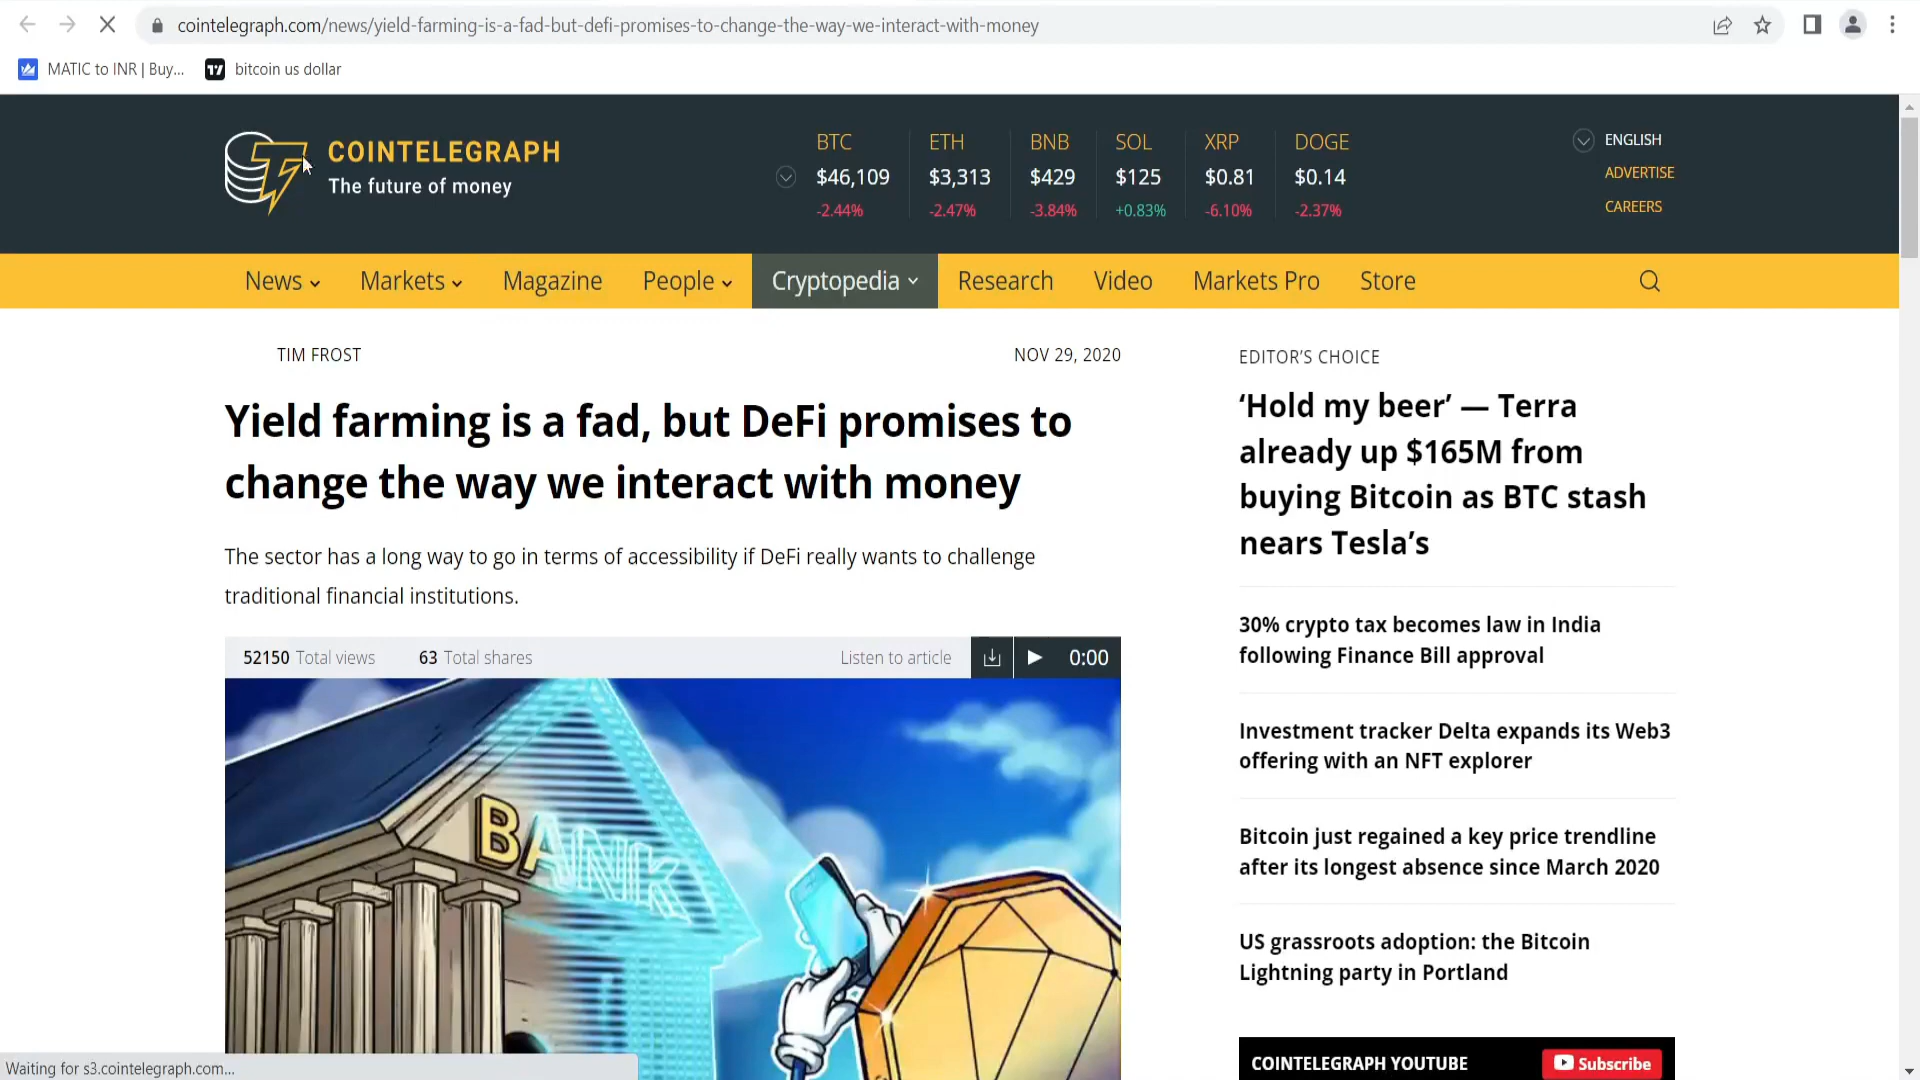 cointelegraph.com/news/yield-farming-is-a-fad-but-defi-promises-to-change-the-way-we-interact-with-money
MATIC to INR | Buy... bitcoin us dollar
COINTELEGRAPH
The future of money
BTC ETH BNB SOL XRP DOGE
$46,109 $3,313 $429 $125 $0.81 $0.14
-2.44% -2.47% -3.84% +0.83% -6.10% -2.37%
ENGLISH
ADVERTISE
CAREERS
News Markets Magazine People Cryptopedia Research Video Markets Pro Store
TIM FROST NOV 29, 2020
Yield farming is a fad, but DeFi promises to
change the way we interact with money
The sector has a long way to go in terms of accessibility if DeFi really wants to challenge
traditional financial institutions.
52150 Total views 63 Total shares Listen to article 0:00
BANK
EDITOR’S CHOICE
‘Hold my beer’ — Terra
already up $165M from
buying Bitcoin as BTC stash
nears Tesla’s
30% crypto tax becomes law in India
following Finance Bill approval
Investment tracker Delta expands its Web3
offering with an NFT explorer
Bitcoin just regained a key price trendline
after its longest absence since March 2020
US grassroots adoption: the Bitcoin
Lightning party in Portland
COINTELEGRAPH YOUTUBE Subscribe
Waiting for s3.cointelegraph.com...